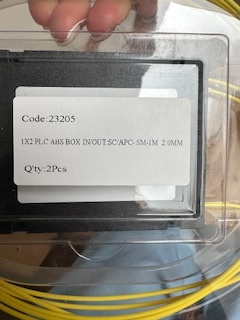 Code:23205
1X2 PLC ABS BOX IN/OUT:SC/APC- SM-1M 2.0MM
Q'ty:2Pcs